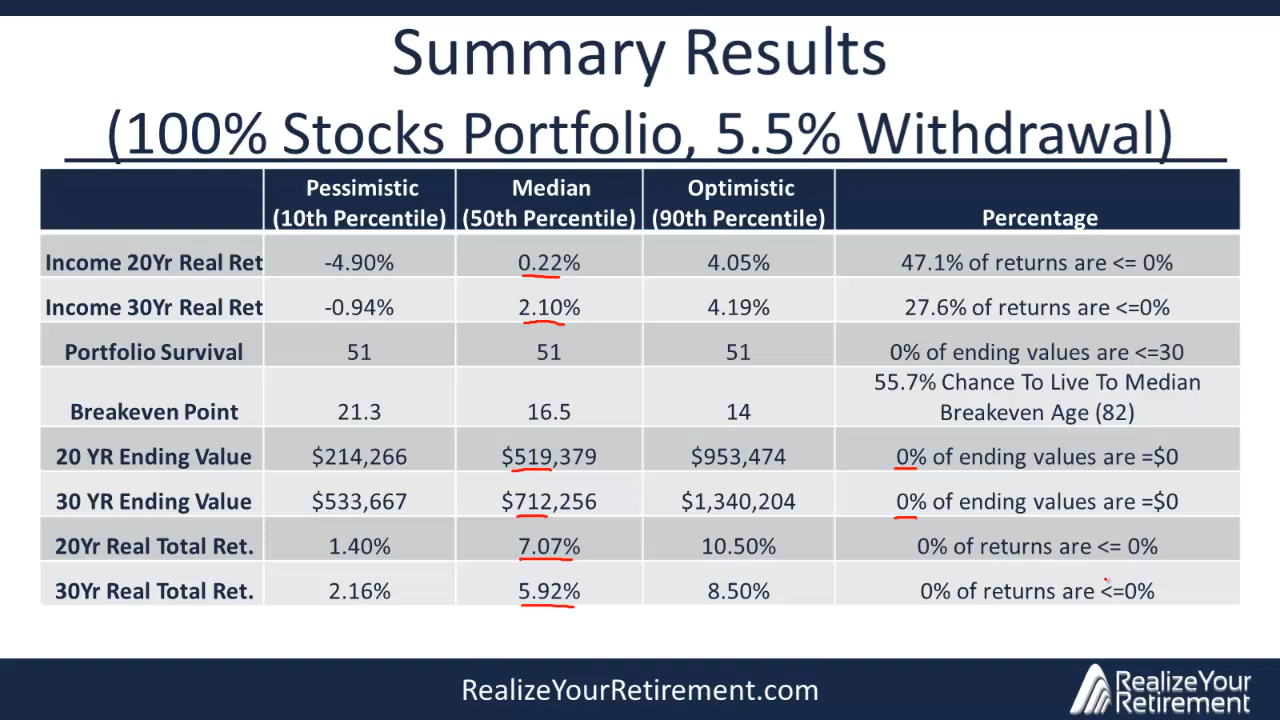 Summary Results
(100% Stocks Portfolio, 5.5% Withdrawal)
Pessimistic (10th Percentile) Median (50th Percentile) Optimistic (90th Percentile) Percentage
Income 20Yr Real Ret -4.90% 0.22% 4.05% 47.1% of returns are <= 0%
Income 30Yr Real Ret -0.94% 2.10% 4.19% 27.6% of returns are <=0%
Portfolio Survival 51 51 51 0% of ending values are <=30
Breakeven Point 21.3 16.5 14 55.7% Chance To Live To Median Breakeven Age (82)
20 YR Ending Value $214,266 $519,379 $953,474 0% of ending values are =$0
30 YR Ending Value $533,667 $712,256 $1,340,204 0% of ending values are =$0
20Yr Real Total Ret. 1.40% 7.07% 10.50% 0% of returns are <= 0%
30Yr Real Total Ret. 2.16% 5.92% 8.50% 0% of returns are <=0%
RealizeYourRetirement.com
RealizeYour
Retirement